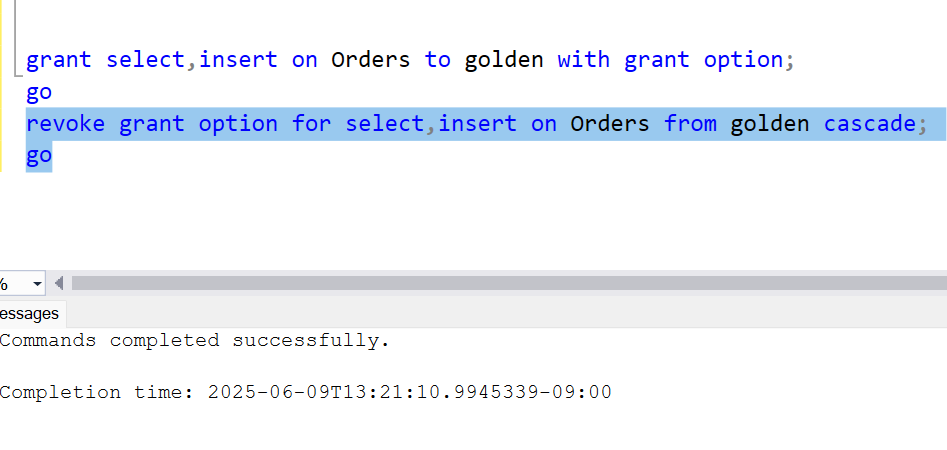 grant select,insert on Orders to golden with grant option;
go
revoke grant option for select,insert on Orders from golden cascade;
go
%
essages
Commands completed successfully.
Completion time: 2025-06-09T13:21:10.9945339-09:00